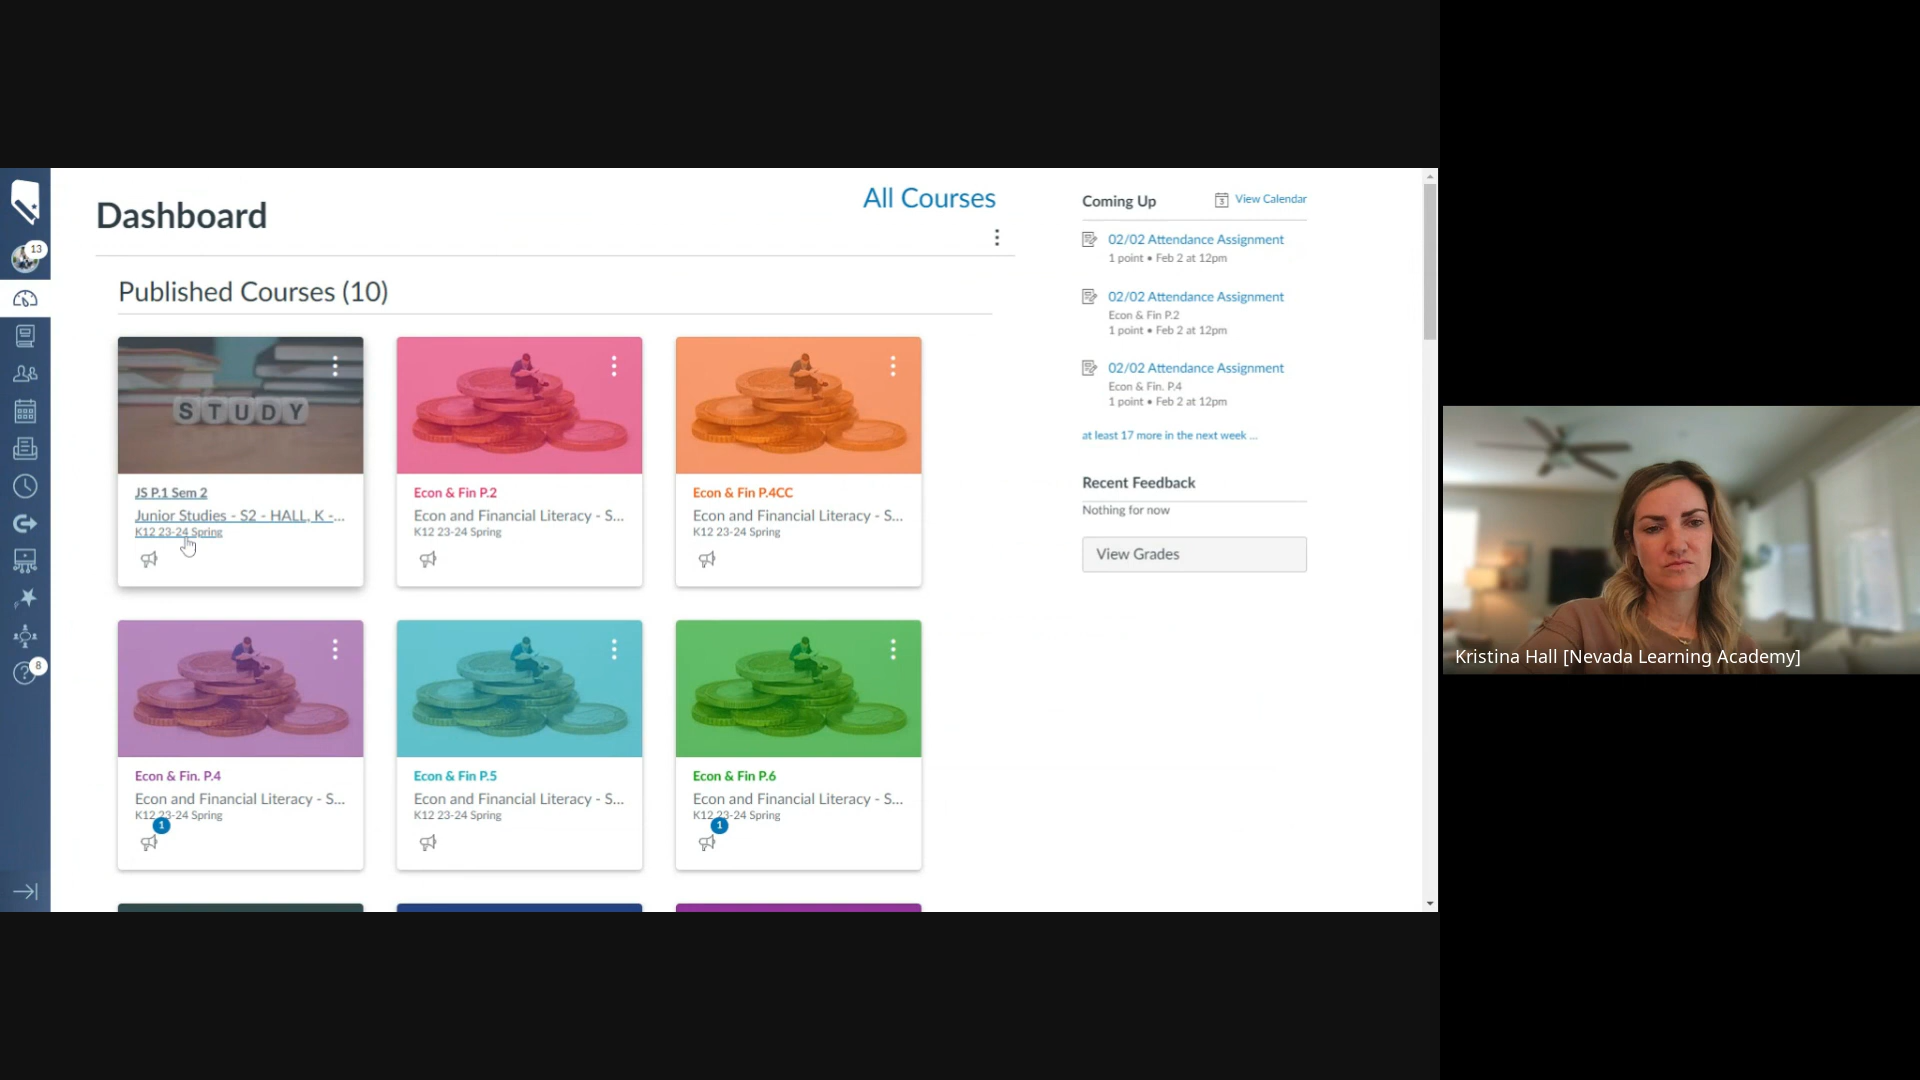 All Courses
Dashboard
Published Courses (10)
13
8
STUDY
JS P.1 Sem 2
Junior Studies - S2 - HALL, K -...
K12 23-24 Spring
Econ & Fin P.2
Econ and Financial Literacy - S...
K12 23-24 Spring
Econ & Fin P.4CC
Econ and Financial Literacy - S...
K12 23-24 Spring
Econ & Fin. P.4
Econ and Financial Literacy - S...
K12 23-24 Spring
1
Econ & Fin P.5
Econ and Financial Literacy - S...
K12 23-24 Spring
Econ & Fin P.6
Econ and Financial Literacy - S...
K12 23-24 Spring
1
Coming Up
3
View Calendar
02/02 Attendance Assignment
1 point • Feb 2 at 12pm
02/02 Attendance Assignment
Econ & Fin P.2
1 point • Feb 2 at 12pm
02/02 Attendance Assignment
Econ & Fin. P.4
1 point • Feb 2 at 12pm
at least 17 more in the next week ...
Recent Feedback
Nothing for now
View Grades
Kristina Hall [Nevada Learning Academy]